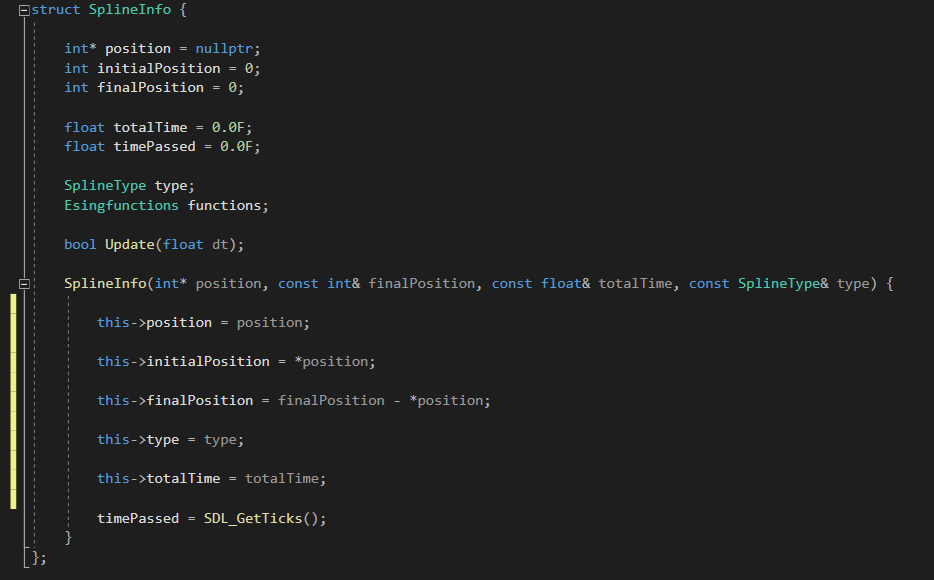 struct SplineInfo {
int* position = nullptr;
int initialPosition = 0;
int finalPosition = 0;
float totalTime = 0.0F;
float timePassed = 0.0F;
SplineType type;
Esingfunctions functions;
bool Update(float dt);
SplineInfo(int* position, const int& finalPosition, const float& totalTime, const SplineType& type) {
this->position = position;
this->initialPosition = *position;
this->finalPosition = finalPosition - *position;
this->type = type;
this->totalTime = totalTime;
timePassed = SDL_GetTicks();
}
};